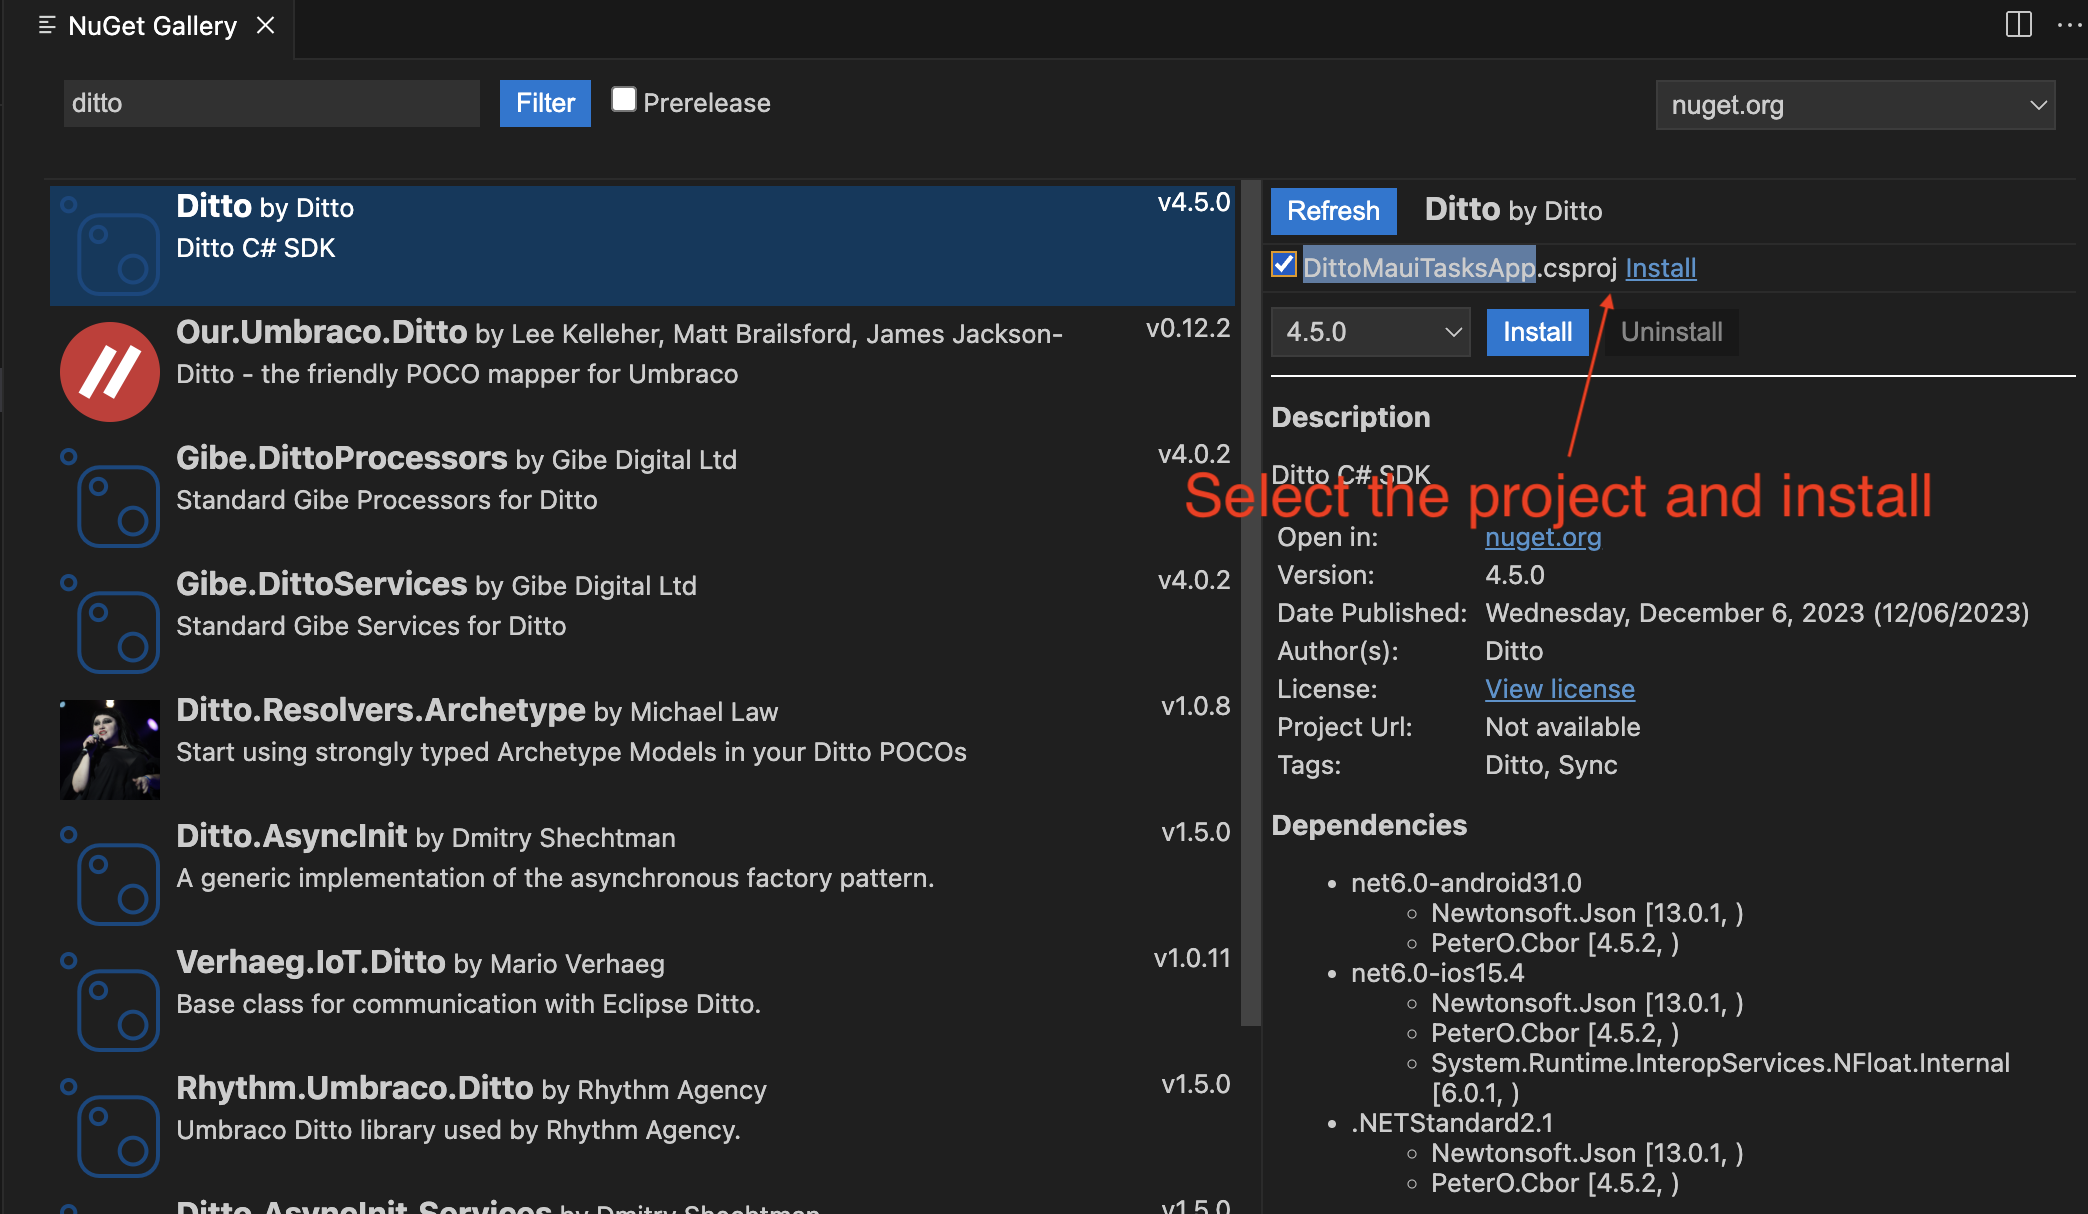 NuGet Gallery
ditto
Filter
Prerelease
nuget.org
Ditto by Ditto
v4.5.0
Ditto C# SDK
Our.Umbraco.Ditto by Lee Kelleher, Matt Brailsford, James Jackson-
v0.12.2
Ditto - the friendly POCO mapper for Umbraco
Gibe.DittoProcessors by Gibe Digital Ltd
v4.0.2
Standard Gibe Processors for Ditto
Gibe.DittoServices by Gibe Digital Ltd
v4.0.2
Standard Gibe Services for Ditto
Ditto.Resolvers.Archetype by Michael Law
v1.0.8
Start using strongly typed Archetype Models in your Ditto POCOs
Ditto.AsyncInit by Dmitry Shechtman
v1.5.0
A generic implementation of the asynchronous factory pattern.
Verhaeg.IoT.Ditto by Mario Verhaeg
v1.0.11
Base class for communication with Eclipse Ditto.
Rhythm.Umbraco.Ditto by Rhythm Agency
v1.5.0
Umbraco Ditto library used by Rhythm Agency.
Ditto.AsyncInit.Services by Dmitry Shechtman
v1.5.0
Refresh
Ditto by Ditto
DittoMauiTasksApp.csproj Install
4.5.0
Install
Uninstall
Description
Ditto C# SDK
Select the project and install
Open in: nuget.org
Version: 4.5.0
Date Published: Wednesday, December 6, 2023 (12/06/2023)
Author(s): Ditto
License: View license
Project Url: Not available
Tags: Ditto, Sync
Dependencies
• net6.0-android31.0
○ Newtonsoft.Json [13.0.1, )
○ PeterO.Cbor [4.5.2, )
• net6.0-ios15.4
○ Newtonsoft.Json [13.0.1, )
○ PeterO.Cbor [4.5.2, )
○ System.Runtime.InteropServices.NFloat.Internal
[6.0.1, )
• .NETStandard2.1
○ Newtonsoft.Json [13.0.1, )
○ PeterO.Cbor [4.5.2, )